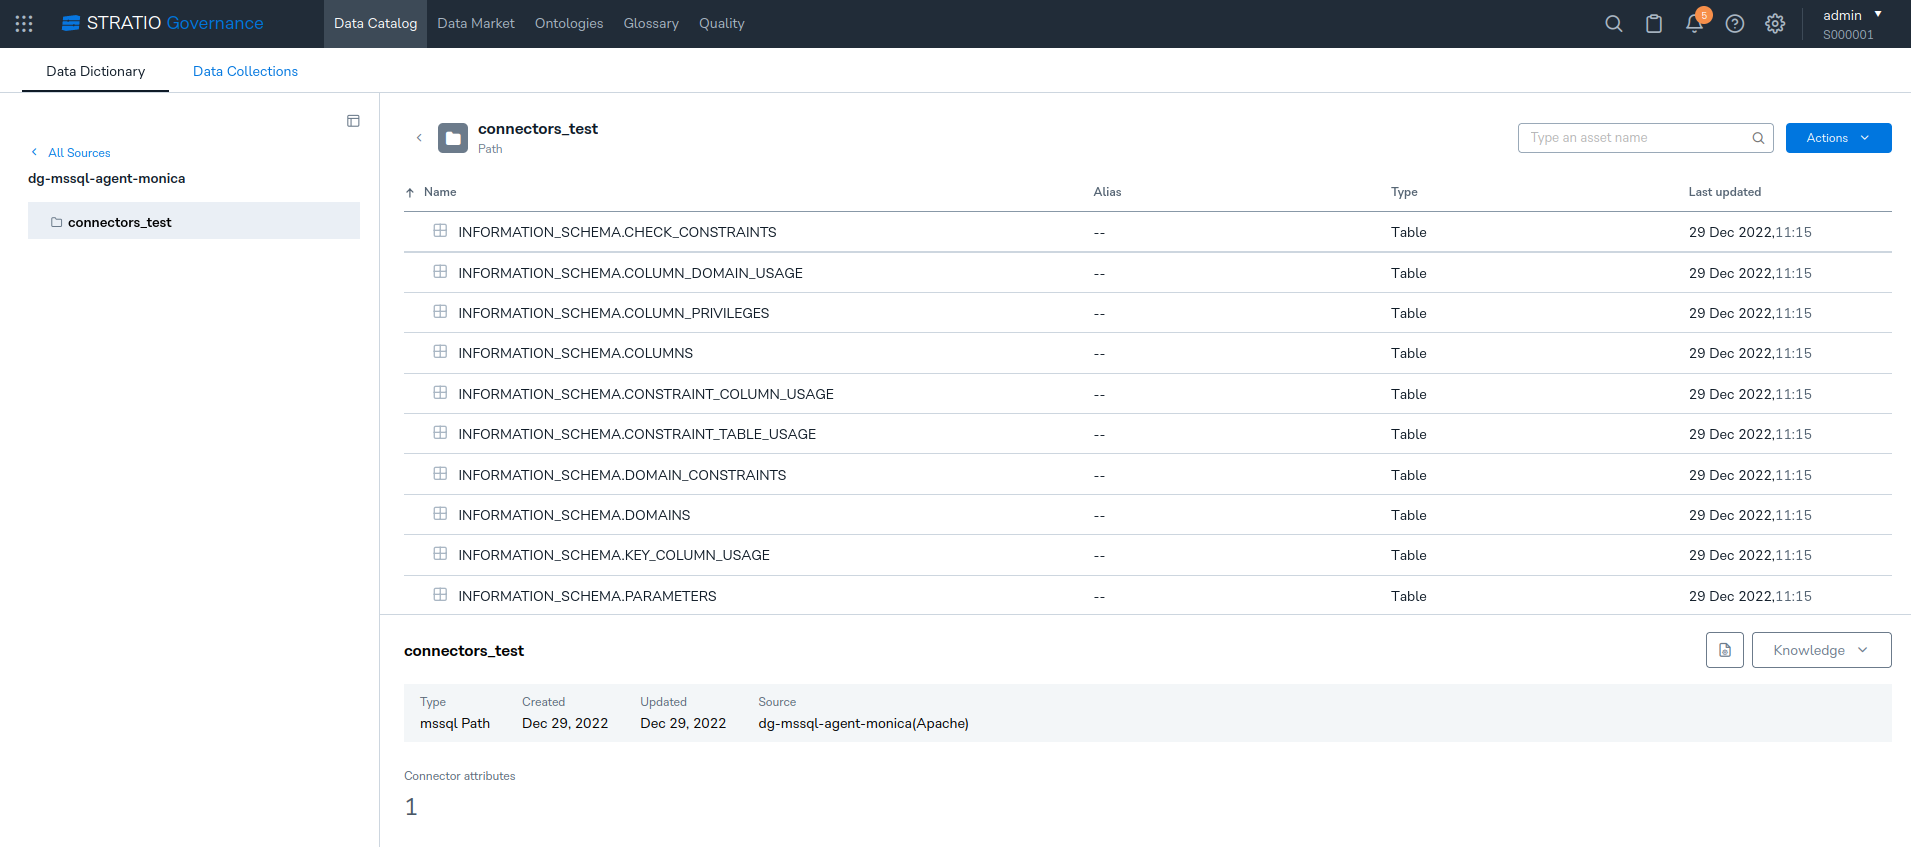 STRATIO Governance Data Catalog Data Market Ontologies Glossary Quality 5 admin
S000001
Data Dictionary Data Collections
All Sources
dg-mssql-agent-monica
connectors_test
connectors_test
Path
Type an asset name Actions
Name Alias Type Last updated
INFORMATION_SCHEMA.CHECK_CONSTRAINTS -- Table 29 Dec 2022,11:15
INFORMATION_SCHEMA.COLUMN_DOMAIN_USAGE -- Table 29 Dec 2022,11:15
INFORMATION_SCHEMA.COLUMN_PRIVILEGES -- Table 29 Dec 2022,11:15
INFORMATION_SCHEMA.COLUMNS -- Table 29 Dec 2022,11:15
INFORMATION_SCHEMA.CONSTRAINT_COLUMN_USAGE -- Table 29 Dec 2022,11:15
INFORMATION_SCHEMA.CONSTRAINT_TABLE_USAGE -- Table 29 Dec 2022,11:15
INFORMATION_SCHEMA.DOMAIN_CONSTRAINTS -- Table 29 Dec 2022,11:15
INFORMATION_SCHEMA.DOMAINS -- Table 29 Dec 2022,11:15
INFORMATION_SCHEMA.KEY_COLUMN_USAGE -- Table 29 Dec 2022,11:15
INFORMATION_SCHEMA.PARAMETERS -- Table 29 Dec 2022,11:15
connectors_test Knowledge
Type Created Updated Source
mssql Path Dec 29, 2022 Dec 29, 2022 dg-mssql-agent-monica(Apache)
Connector attributes
1